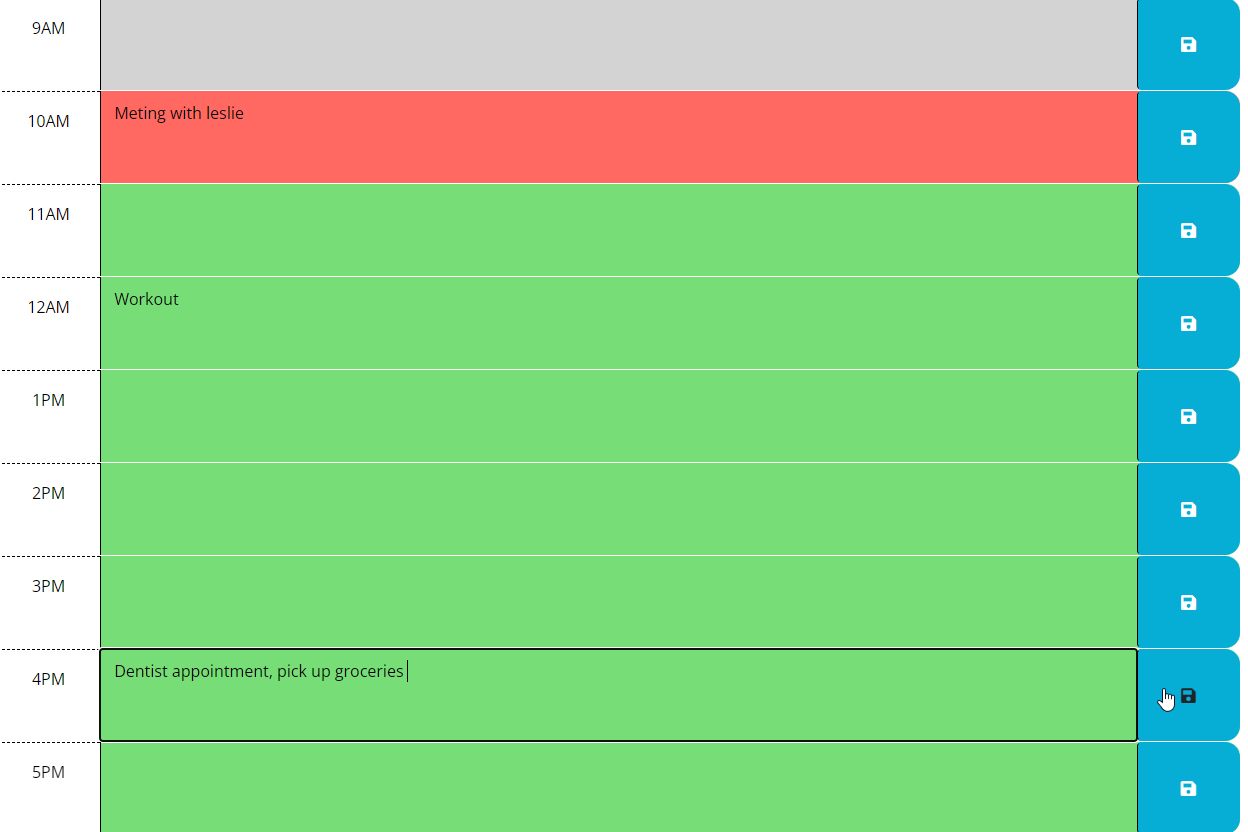 9AM
10AM Meting with leslie
11AM
12AM Workout
1PM
2PM
3PM
4PM Dentist appointment, pick up groceries
5PM